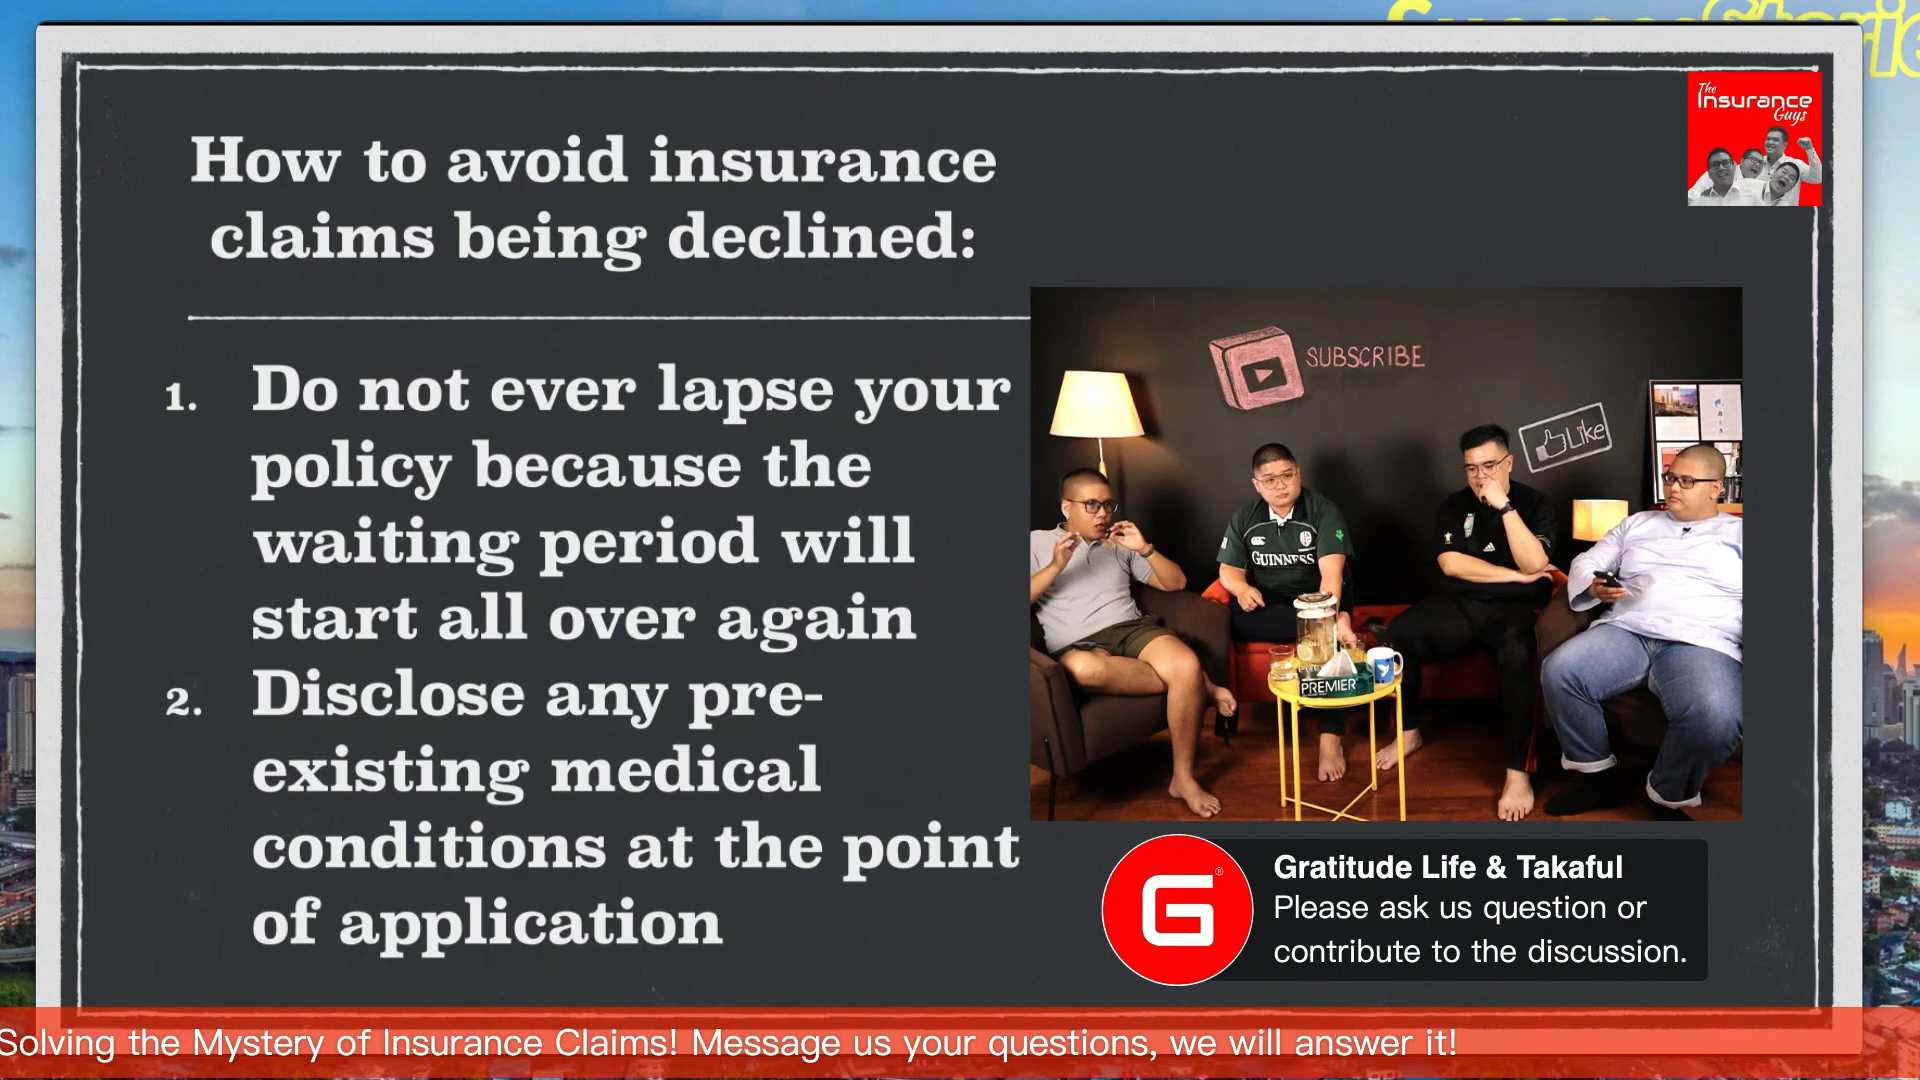 SuccessStories
The
Insurance
Guys
How to avoid insurance
claims being declined:
1. Do not ever lapse your
policy because the
waiting period will
start all over again
2. Disclose any pre-
existing medical
conditions at the point
of application
SUBSCRIBE
Like
GUINNESS
PREMIER
G®
Gratitude Life & Takaful
Please ask us question or
contribute to the discussion.
Solving the Mystery of Insurance Claims! Message us your questions, we will answer it!